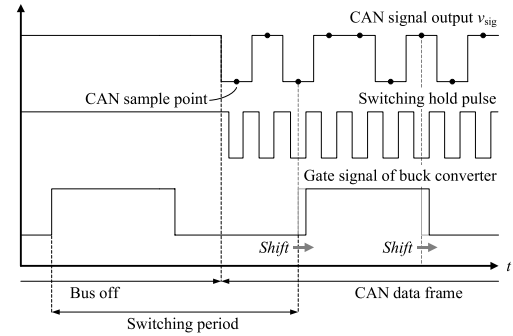 CAN signal output vsig
CAN sample point
Switching hold pulse
Gate signal of buck converter
Shift
Shift
t
Bus off
CAN data frame
Switching period